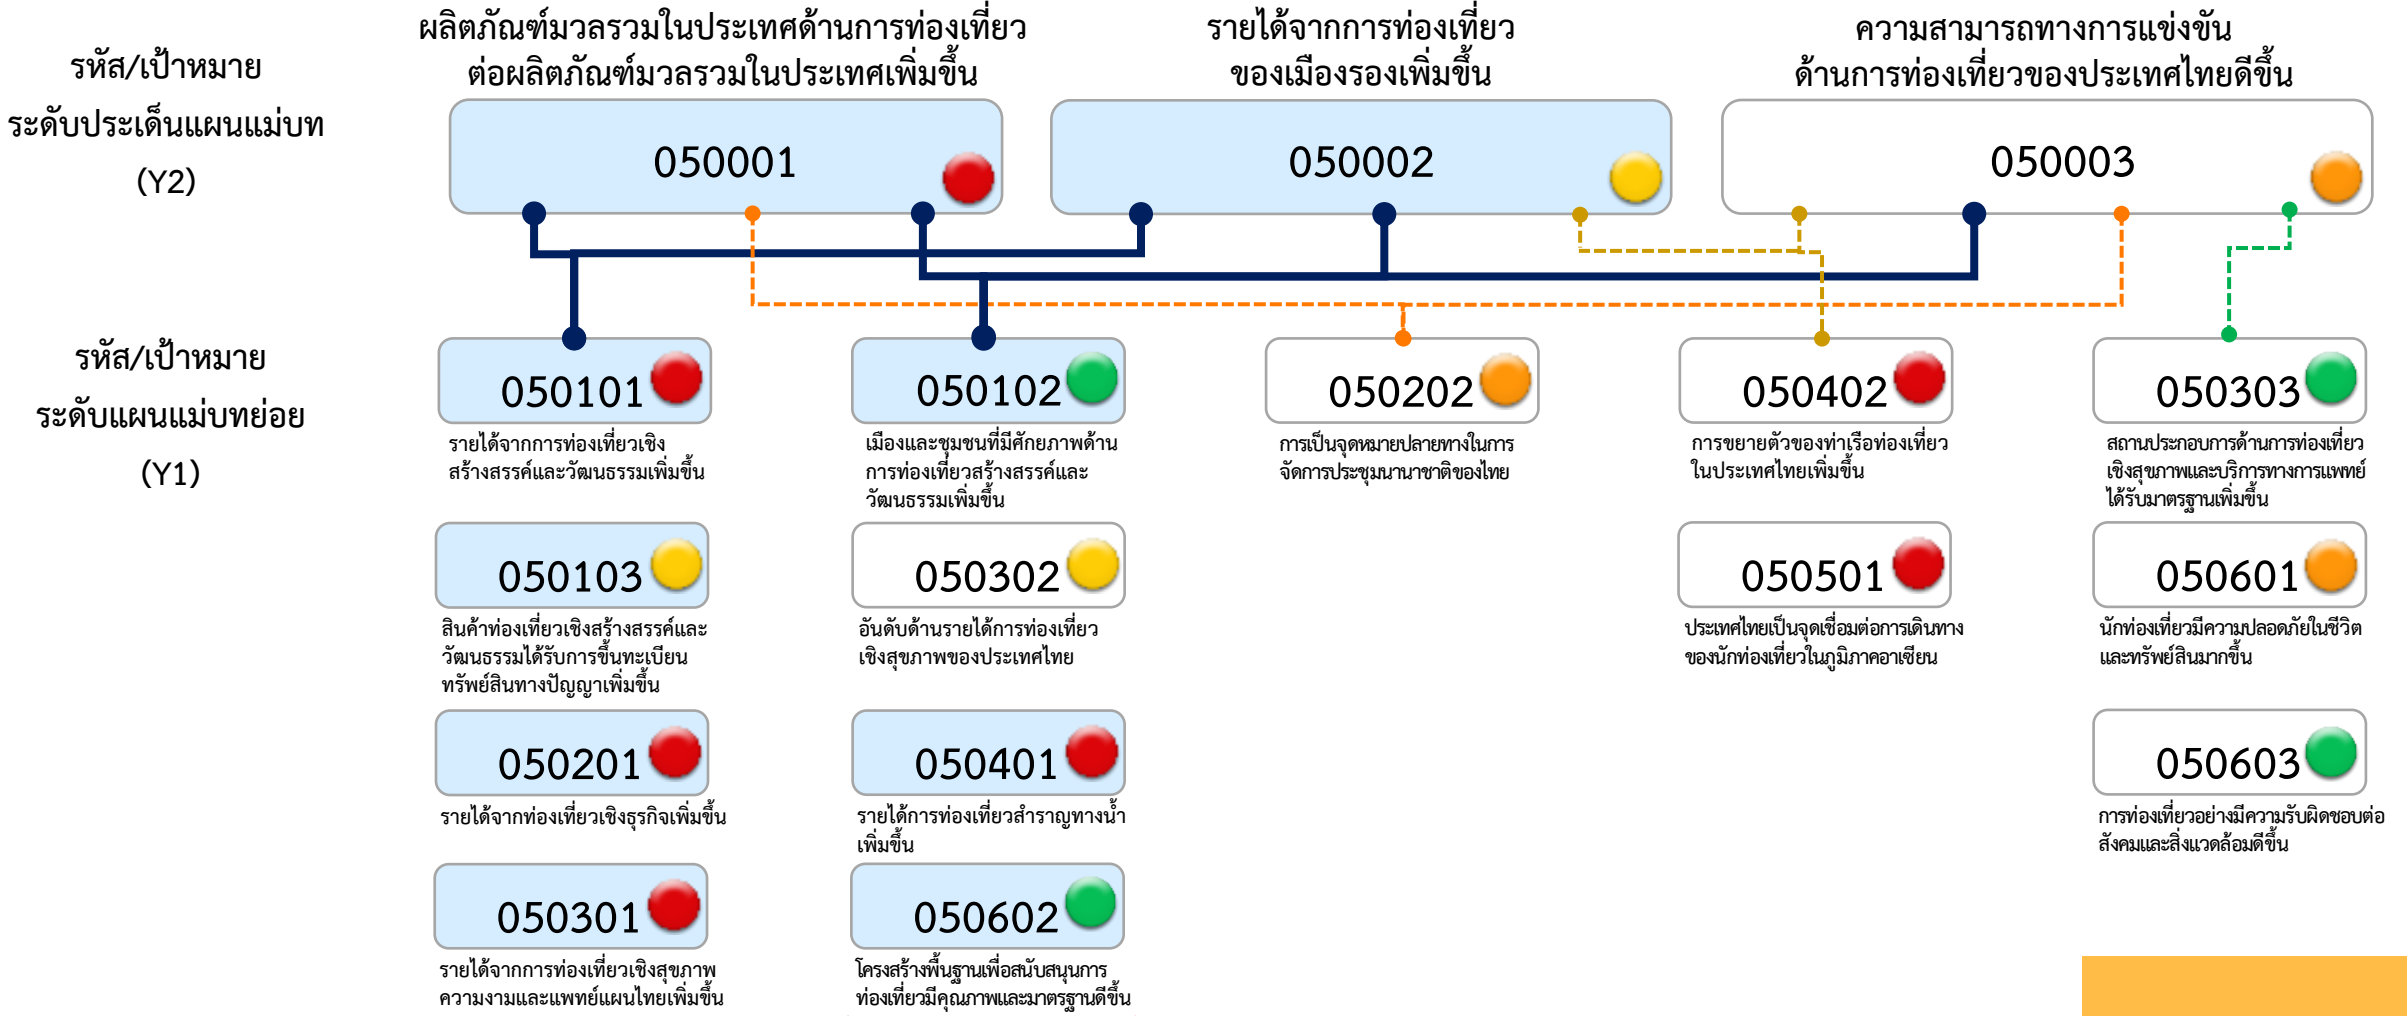 รหัส/เป้าหมาย
ระดับประเด็นแผนแม่บท
(Y2)
ผลิตภัณฑ์มวลรวมในประเทศด้านการท่องเที่ยว
ต่อผลิตภัณฑ์มวลรวมในประเทศเพิ่มขึ้น
050001
รายได้จากการท่องเที่ยว
ของเมืองรองเพิ่มขึ้น
050002
ความสามารถทางการแข่งขัน
ด้านการท่องเที่ยวของประเทศไทยดีขึ้น
050003
รหัส/เป้าหมาย
ระดับแผนแม่บทย่อย
(Y1)
050101
รายได้จากการท่องเที่ยวเชิง
สร้างสรรค์และวัฒนธรรมเพิ่มขึ้น
050102
เมืองและชุมชนที่มีศักยภาพด้าน
การท่องเที่ยวสร้างสรรค์และ
วัฒนธรรมเพิ่มขึ้น
050202
การเป็นจุดหมายปลายทางในการ
จัดการประชุมนานาชาติของไทย
050402
การขยายตัวของท่าเรือท่องเที่ยว
ในประเทศไทยเพิ่มขึ้น
050303
สถานประกอบการด้านการท่องเที่ยว
เชิงสุขภาพและบริการทางการแพทย์
ได้รับมาตรฐานเพิ่มขึ้น
050103
สินค้าท่องเที่ยวเชิงสร้างสรรค์และ
วัฒนธรรมได้รับการขึ้นทะเบียน
ทรัพย์สินทางปัญญาเพิ่มขึ้น
050302
อันดับด้านรายได้การท่องเที่ยว
เชิงสุขภาพของประเทศไทย
050501
ประเทศไทยเป็นจุดเชื่อมต่อการเดินทาง
ของนักท่องเที่ยวในภูมิภาคอาเซียน
050601
นักท่องเที่ยวมีความปลอดภัยในชีวิต
และทรัพย์สินมากขึ้น
050201
รายได้จากท่องเที่ยวเชิงธุรกิจเพิ่มขึ้น
050401
รายได้การท่องเที่ยวสำราญทางน้ำ
เพิ่มขึ้น
050603
การท่องเที่ยวอย่างมีความรับผิดชอบต่อ
สังคมและสิ่งแวดล้อมดีขึ้น
050301
รายได้จากการท่องเที่ยวเชิงสุขภาพ
ความงามและแพทย์แผนไทยเพิ่มขึ้น
050602
โครงสร้างพื้นฐานเพื่อสนับสนุนการ
ท่องเที่ยวมีคุณภาพและมาตรฐานดีขึ้น